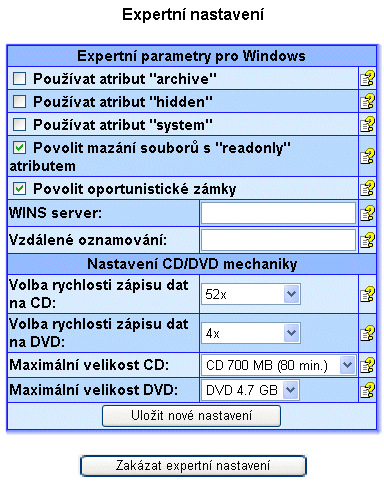 Expertní nastavení
Expertní parametry pro Windows
Používat atribut "archive"
Používat atribut "hidden"
Používat atribut "system"
Povolit mazání souborů s "readonly"
atributem
Povolit oportunistické zámky
WINS server:
Vzdálené oznamování:
Nastavení CD/DVD mechaniky
Volba rychlosti zápisu dat
na CD:
52x
Volba rychlosti zápisu dat
na DVD:
4x
Maximální velikost CD:
CD 700 MB (80 min.)
Maximální velikost DVD:
DVD 4.7 GB
Uložit nové nastavení
Zakázat expertní nastavení